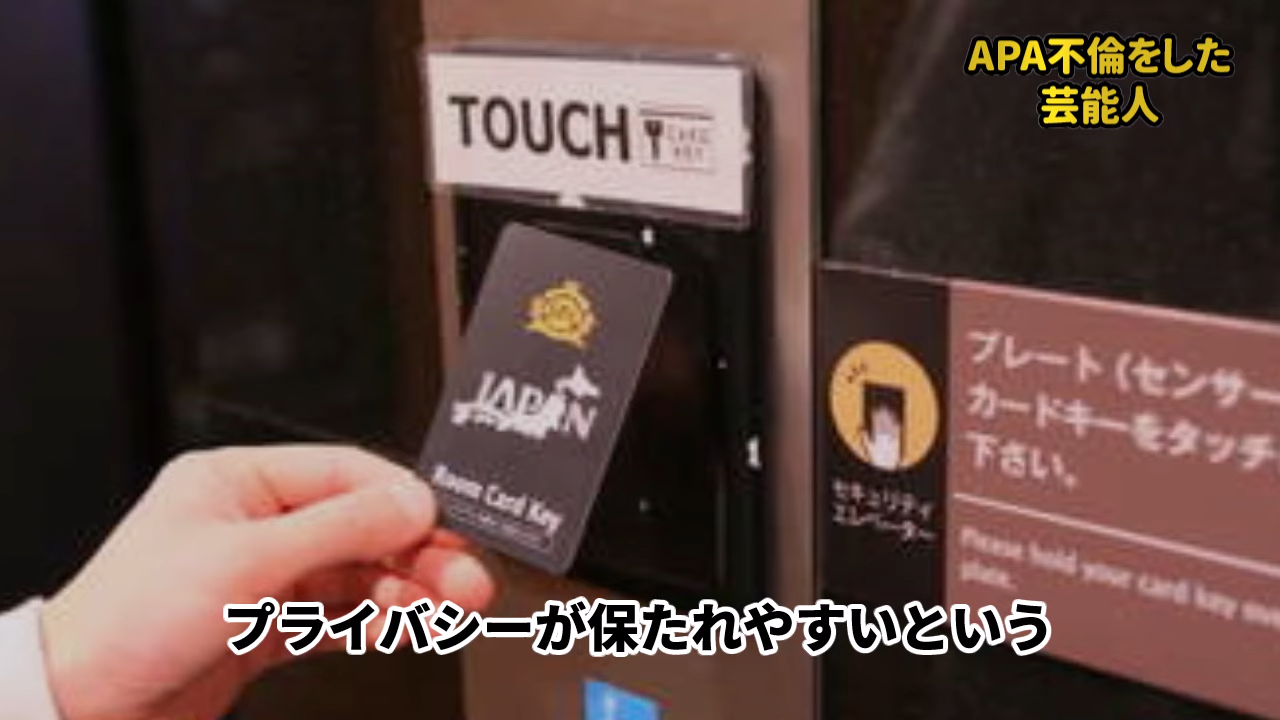 APA不倫をした
芸能人
TOUCH
CARD
KEY
JAPAN
Room Card Key
プレート(センサー
カードキーをタッチ
下さい。
セキュリティ
エレベーター
Please hold your card key
plate.
プライバシーが保たれやすいという